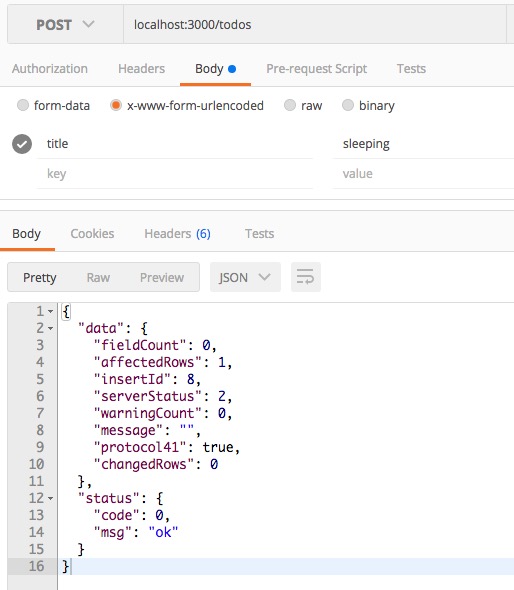 POST localhost:3000/todos
Authorization Headers Body Pre-request Script Tests
form-data x-www-form-urlencoded raw binary
title sleeping
key value
Body Cookies Headers (6) Tests
Pretty Raw Preview JSON
1 {
2 "data": {
3 "fieldCount": 0,
4 "affectedRows": 1,
5 "insertId": 8,
6 "serverStatus": 2,
7 "warningCount": 0,
8 "message": "",
9 "protocol41": true,
10 "changedRows": 0
11 },
12 "status": {
13 "code": 0,
14 "msg": "ok"
15 }
16 }